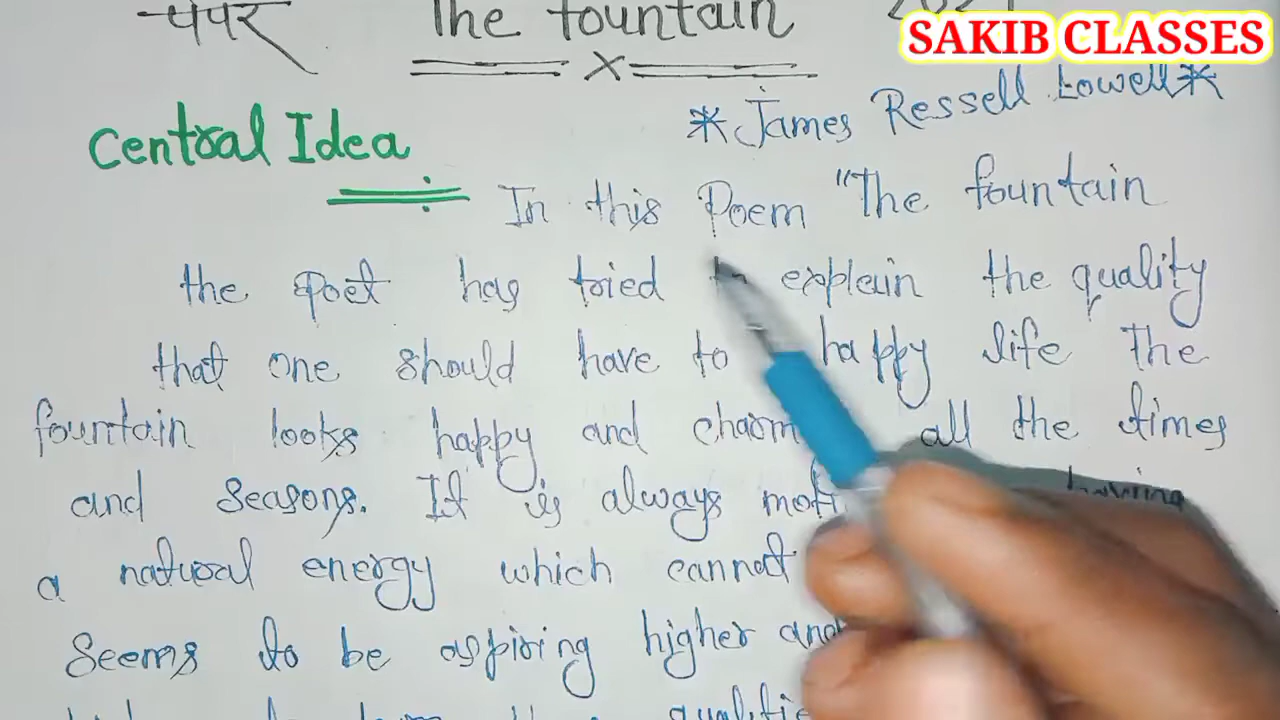 पेपर The fountain
SAKIB CLASSES
Central Idea
*James Ressell Lowell*
In this Poem "The fountain
the Poet has tried to explain the quality
that one should have to happy life The
fountain looks happy and all the times
and seasons. It is always having
a natural energy which cannot
seems to be aspiring higher and